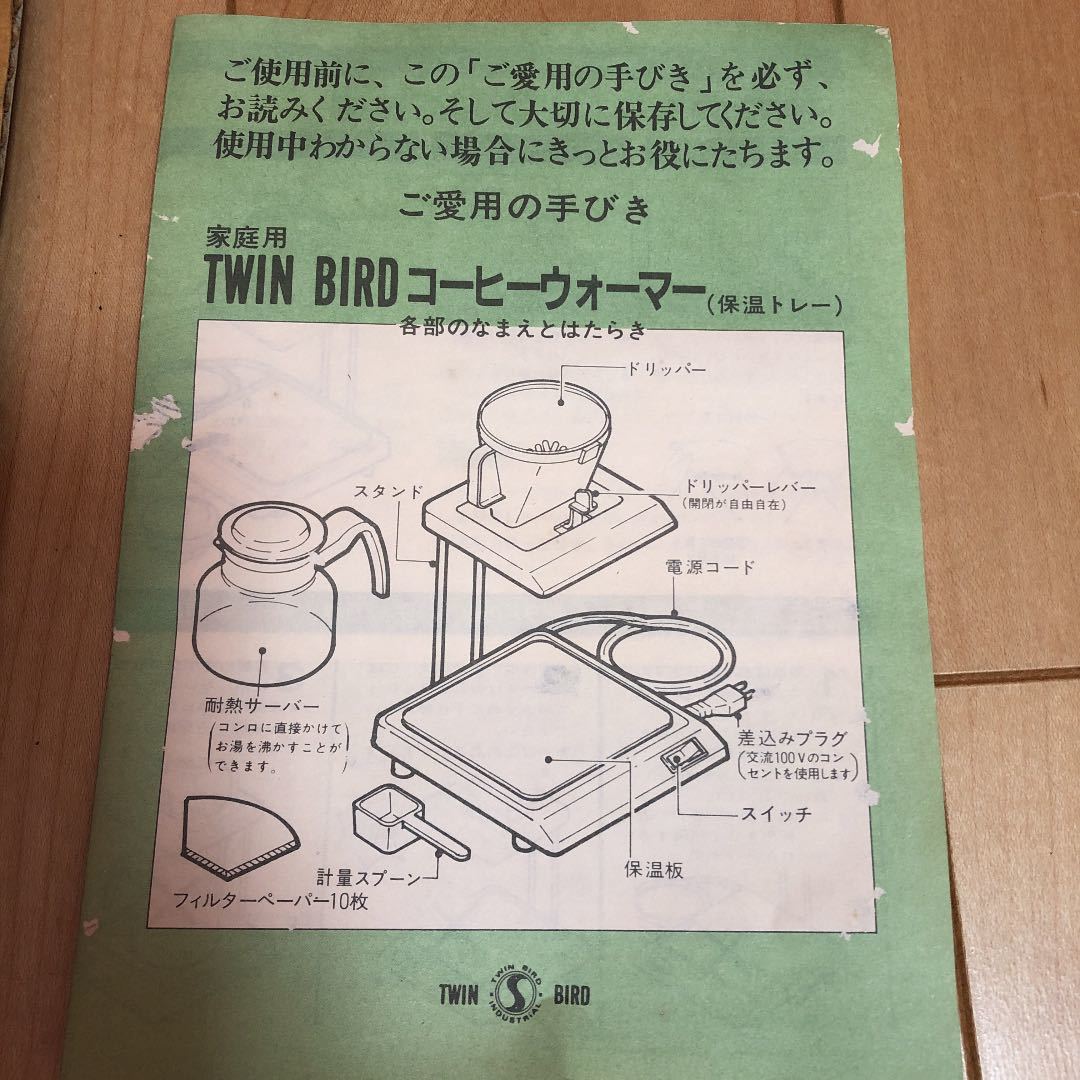 ご使用前に、この「ご愛用の手びき」を必ず、
お読みください。そして大切に保存してください。
使用中わからない場合にきっとお役にたちます。
ご愛用の手びき
家庭用
TWIN BIRDコーヒーウォーマー(保温トレー)
各部のなまえとはたらき
ドリッパー
スタンド
ドリッパーレバー
(開閉が自由自在)
電源コード
耐熱サーバー
(コンロに直接かけて
お湯を沸かすことが
できます。)
差込みプラグ
(交流100Vのコン
セントを使用します)
スイッチ
保温板
計量スプーン
フィルターペーパー10枚
TWIN BIRD
TWIN BIRD INDUSTRIAL